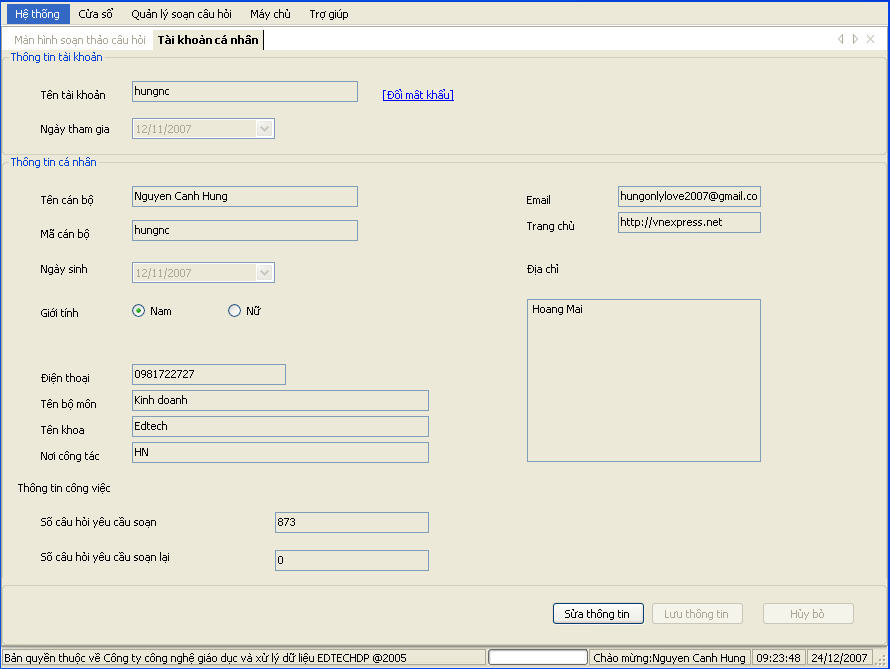 Hệ thống Cửa sổ Quản lý soạn câu hỏi Máy chủ Trợ giúp
Màn hình soạn thảo câu hỏi Tài khoản cá nhân
Thông tin tài khoản
Tên tài khoản hungnc [Đổi mật khẩu]
Ngày tham gia 12/11/2007
Thông tin cá nhân
Tên cán bộ Nguyen Canh Hung Email hungonlylove2007@gmail.co
Mã cán bộ hungnc Trang chủ http://vnexpress.net
Ngày sinh 12/11/2007 Địa chỉ
Giới tính Nam Nữ Hoang Mai
Điện thoại 0981722727
Tên bộ môn Kinh doanh
Tên khoa Edtech
Nơi công tác HN
Thông tin công việc
Số câu hỏi yêu cầu soạn 873
Số câu hỏi yêu cầu soạn lại 0
Sửa thông tin Lưu thông tin Hủy bỏ
Bản quyền thuộc về Công ty công nghệ giáo dục và xử lý dữ liệu EDTECHDP @2005 Chào mừng:Nguyen Canh Hung 09:23:48 24/12/2007